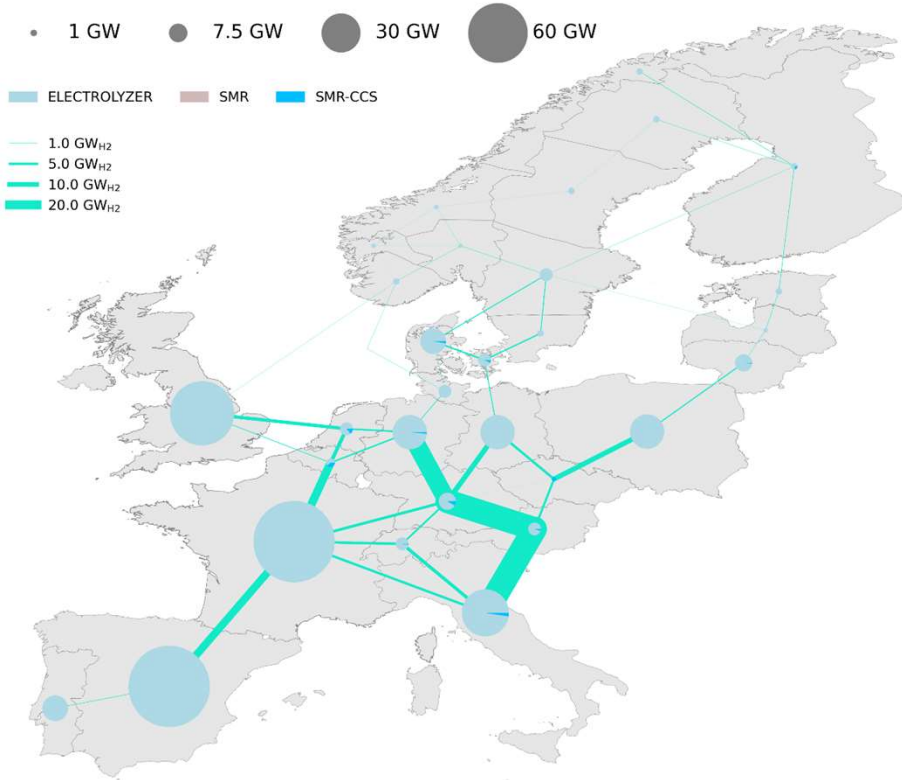 1 GW 7.5 GW 30 GW 60 GW
ELECTROLYZER SMR SMR-CCS
1.0 GWH2
5.0 GWH2
10.0 GWH2
20.0 GWH2